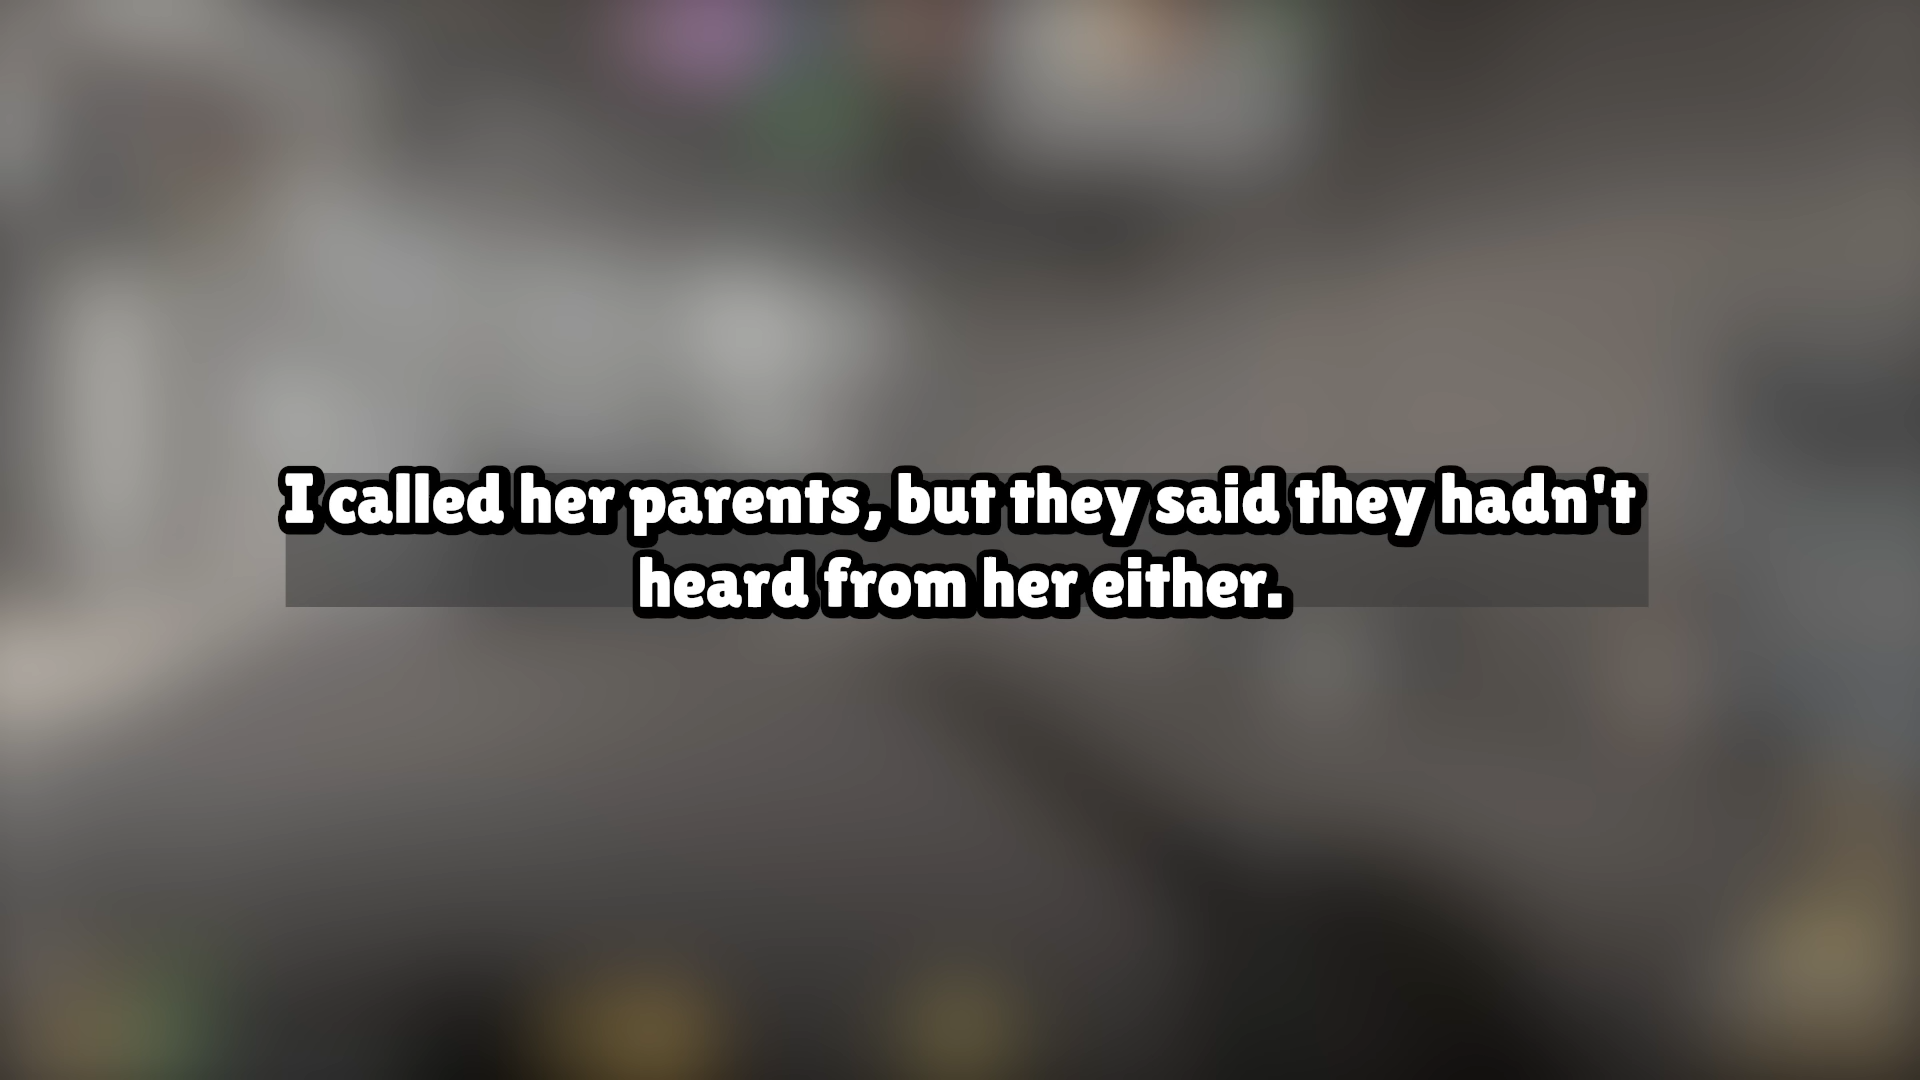 I called her parents, but they said they hadn't
heard from her either.